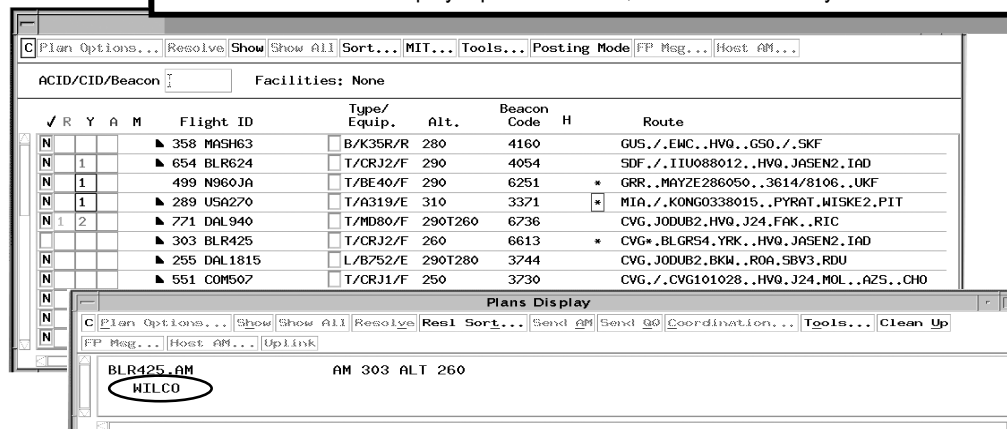 C Plan Options... Resolve Show Show All Sort... MIT... Tools... Posting Mode FP Msg... Host AM...
ACID/CID/Beacon Facilities: None
Type/ Beacon
√ R Y A M Flight ID Equip. Alt. Code H Route
N 358 MASH63 B/K35R/R 280 4160 GUS./.EWC..HVQ..GSO./.SKF
N 1 654 BLR624 T/CRJ2/F 290 4054 SDF./.IIU088012..HVQ.JASEN2.IAD
N 1 499 N960JA T/BE40/F 290 6251 * GRR..MAYZE286050..3614/8106..UKF
N 1 289 USA270 T/A319/E 310 3371 * MIA./.KONGO338015..PYRAT.WISKE2.PIT
N 1 2 771 DAL940 T/MD80/F 290T260 6736 CVG.JODUB2.HVQ.J24.FAK..RIC
303 BLR425 T/CRJ2/F 260 6613 * CVG*.BLGRS4.YRK..HVQ.JASEN2.IAD
N 255 DAL1815 L/B752/E 290T280 3744 CVG.JODUB2.BKW..ROA.SBV3.RDU
N 551 COM507 T/CRJ1/F 250 3730 CVG./.CVG101028..HVQ.J24.MOL..AZS..CHO
N
N
N
Plans Display
C Plan Options... Show Show All Resolve Resl Sort... Send AM Send QQ Coordination... Tools... Clean Up
FP Msg... Host AM... Uplink
BLR425.AM AM 303 ALT 260
WILCO